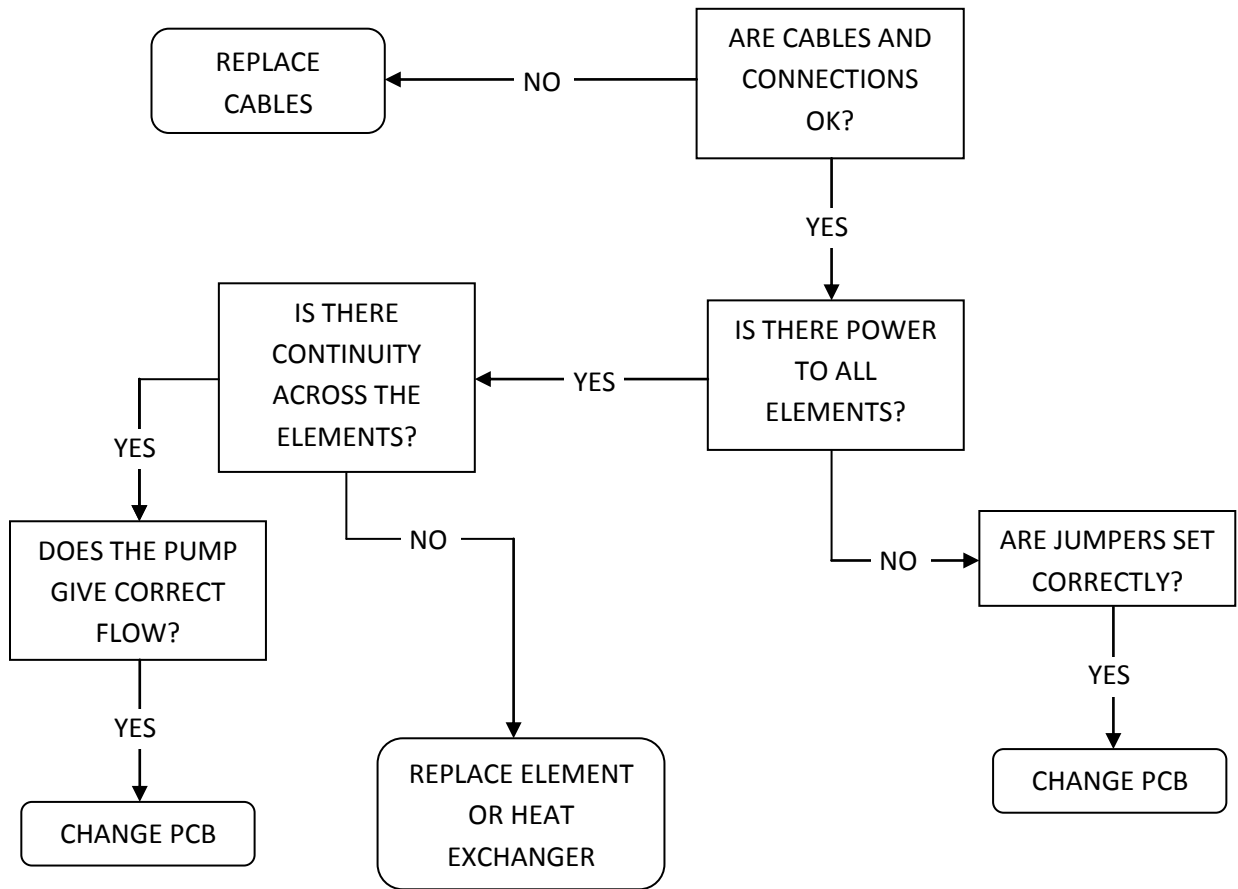 ARE CABLES AND
CONNECTIONS
OK?
NO
REPLACE
CABLES
YES
IS THERE POWER
TO ALL
ELEMENTS?
YES
IS THERE
CONTINUITY
ACROSS THE
ELEMENTS?
YES
DOES THE PUMP
GIVE CORRECT
FLOW?
YES
CHANGE PCB
NO
REPLACE ELEMENT
OR HEAT
EXCHANGER
NO
ARE JUMPERS SET
CORRECTLY?
YES
CHANGE PCB